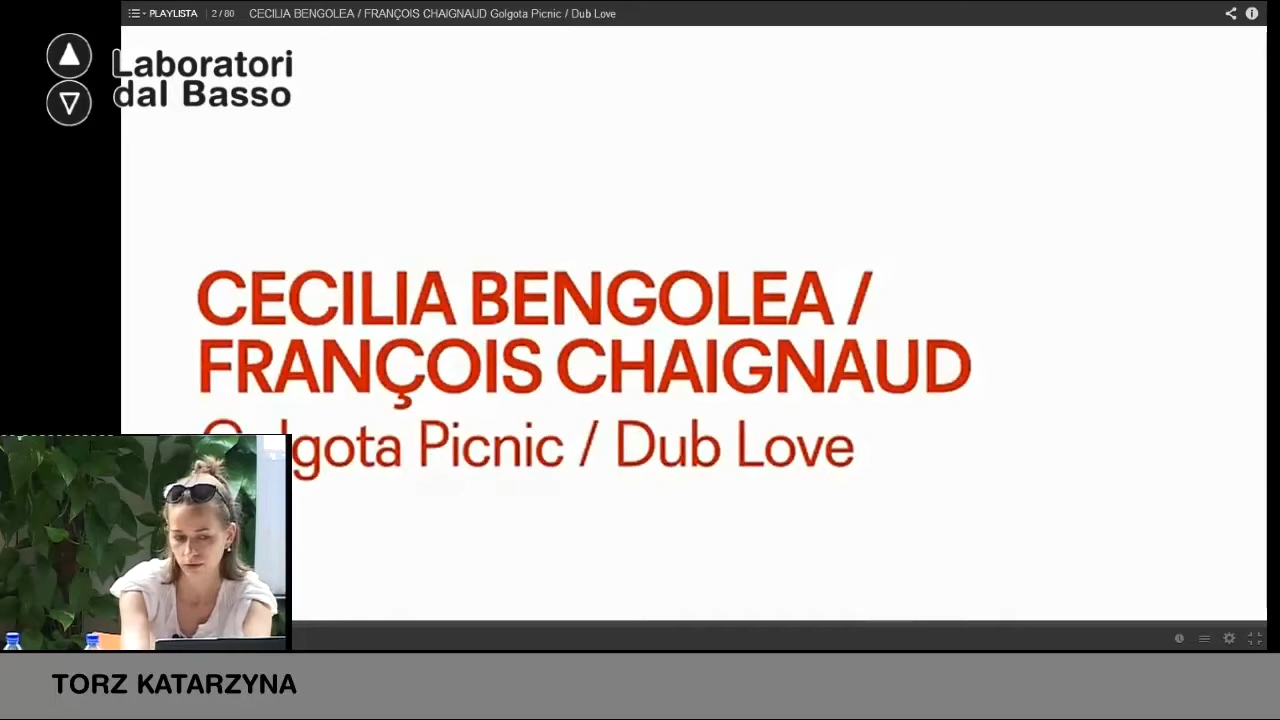 PLAYLISTA 2 / 80 CECILIA BENGOLEA / FRANÇOIS CHAIGNAUD Golgota Picnic / Dub Love
Laboratori
dal Basso
CECILIA BENGOLEA /
FRANÇOIS CHAIGNAUD
Golgota Picnic / Dub Love
TORZ KATARZYNA